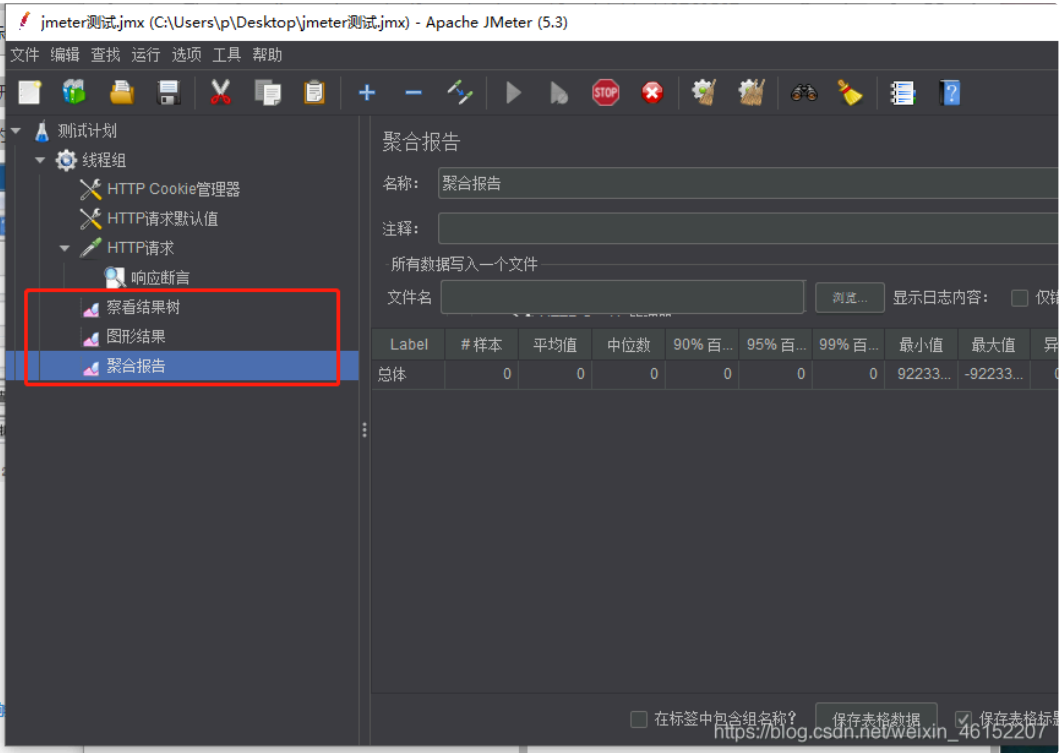 jmeter测试.jmx (C:\Users\p\Desktop\jmeter测试.jmx) - Apache JMeter (5.3)
文件 编辑 查找 运行 选项 工具 帮助
STOP
测试计划
线程组
HTTP Cookie管理器
HTTP请求默认值
HTTP请求
响应断言
察看结果树
图形结果
聚合报告
聚合报告
名称： 聚合报告
注释：
所有数据写入一个文件
文件名 浏览... 显示日志内容：
Label # 样本 平均值 中位数 90% 百... 95% 百... 99% 百... 最小值 最大值 异
总体 0 0 0 0 0 0 92233... -92233... 0
在标签中包含组名称？ 保存表格数据 保存表格标题
https://blog.csdn.net/weixin_46152207